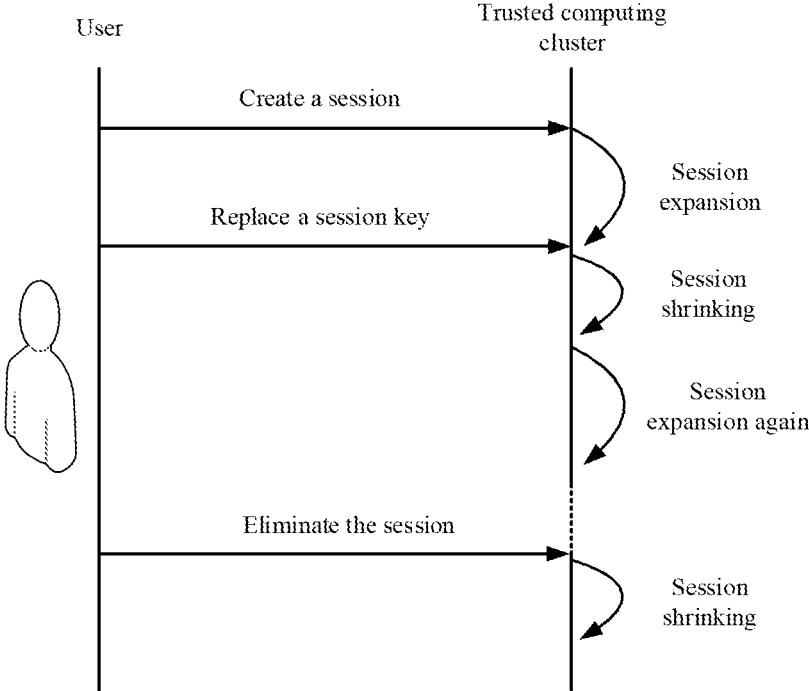 User
Trusted computing
cluster
Create a session
Session
expansion
Replace a session key
Session
shrinking
Session
expansion again
Eliminate the session
Session
shrinking